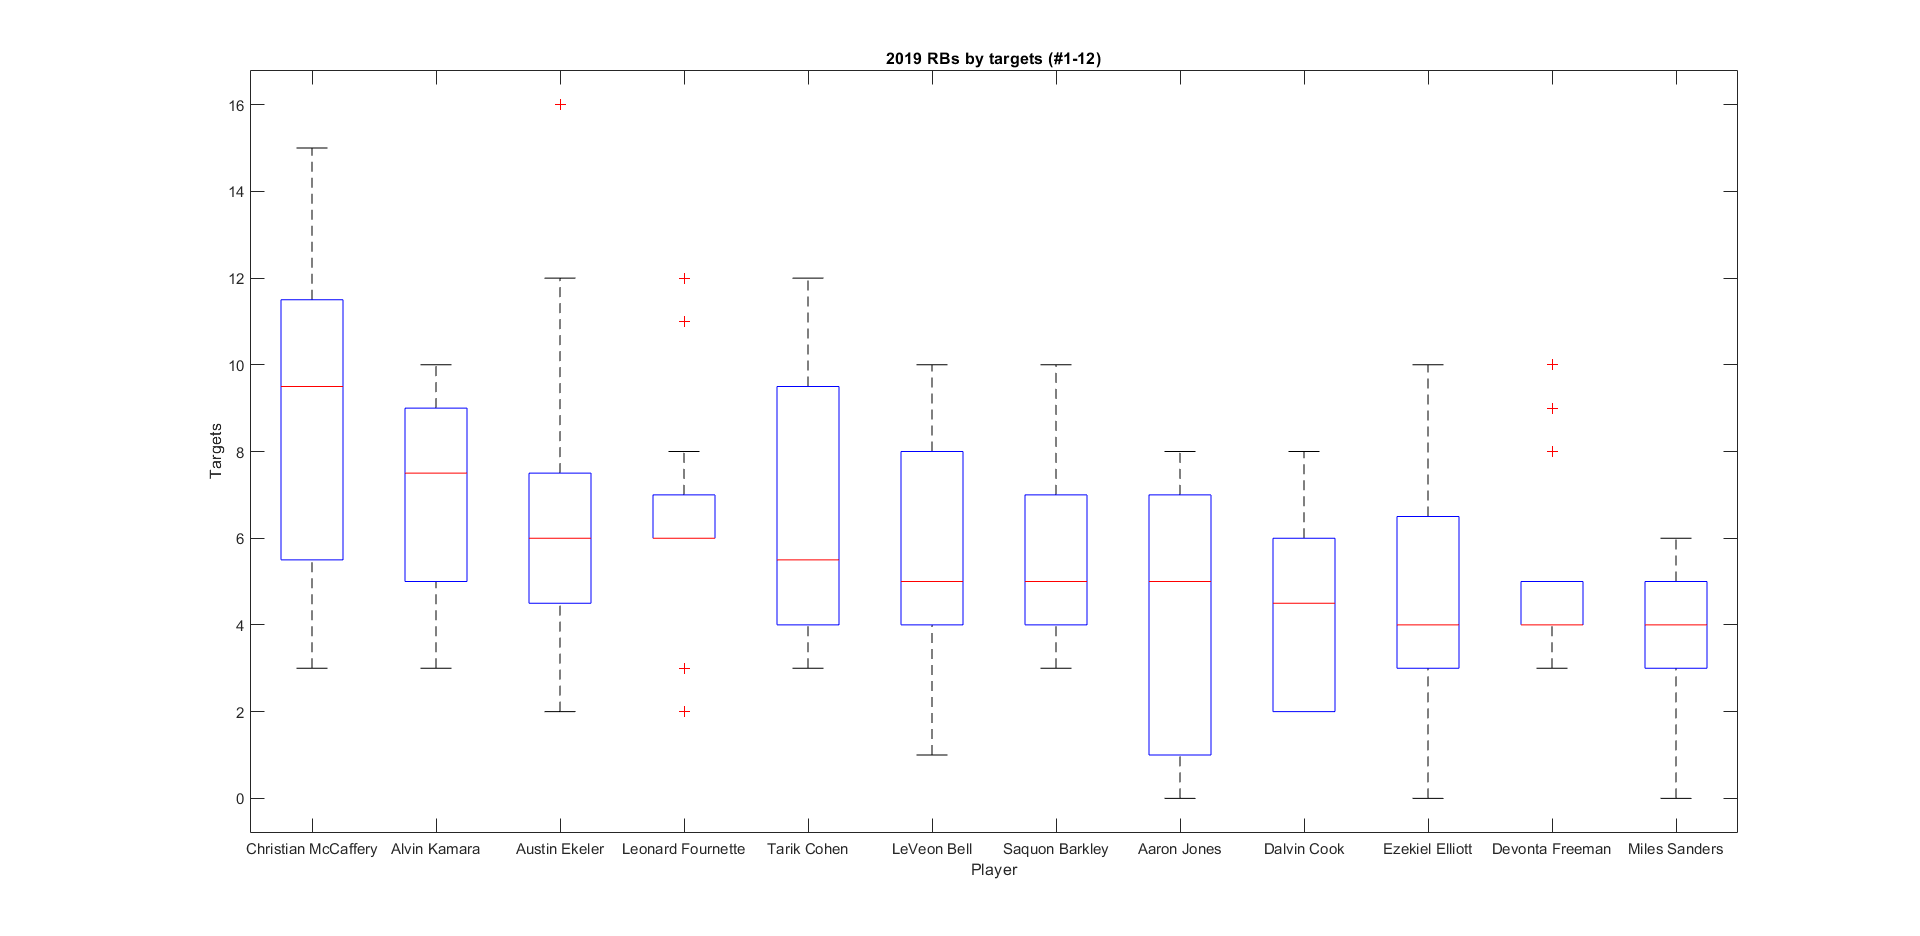 2019 RBs by targets (#1-12)
16
14
12
10
8
6
4
2
0
Targets
Christian McCaffery Alvin Kamara Austin Ekeler Leonard Fournette Tarik Cohen LeVeon Bell Saquon Barkley Aaron Jones Dalvin Cook Ezekiel Elliott Devonta Freeman Miles Sanders
Player